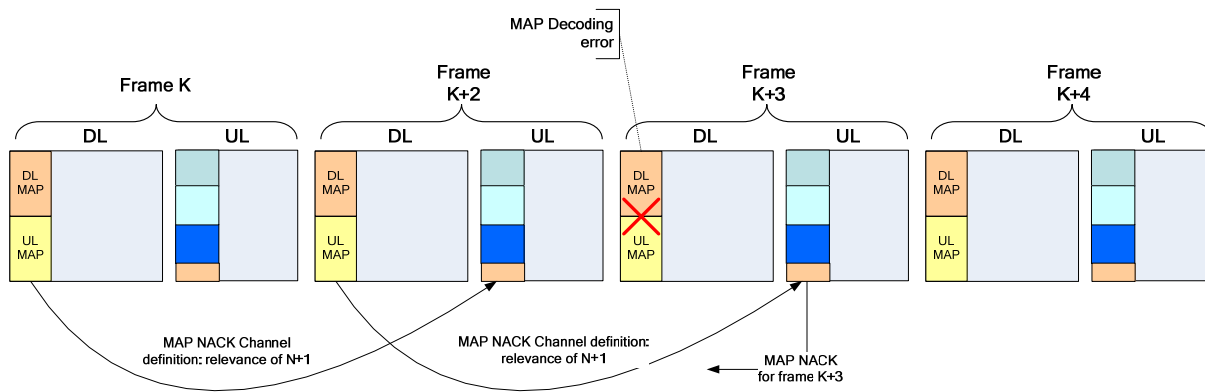 MAP Decoding
error
Frame K
Frame
K+2
Frame
K+3
Frame
K+4
DL
UL
DL
UL
DL
UL
DL
UL
DL
MAP
DL
MAP
DL
MAP
DL
MAP
UL
MAP
UL
MAP
UL
MAP
UL
MAP
MAP NACK Channel
definition: relevance of N+1
MAP NACK Channel definition:
relevance of N+1
MAP NACK
for frame K+3